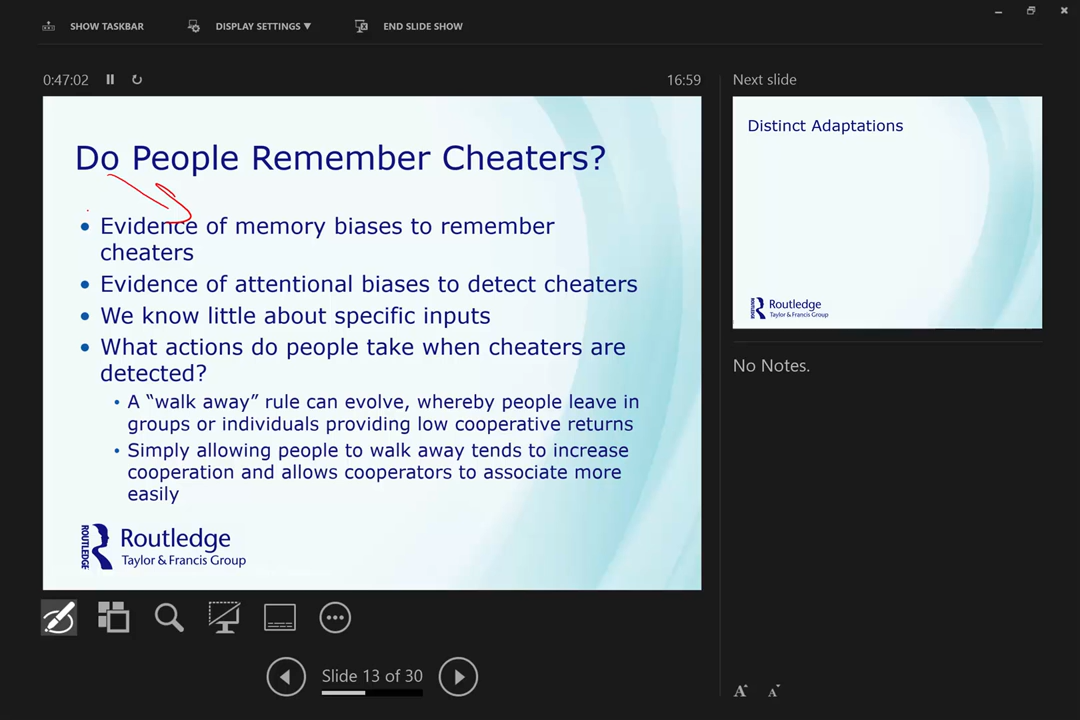 SHOW TASKBAR
DISPLAY SETTINGS ▼
END SLIDE SHOW
0:47:02
16:59
Next slide
Do People Remember Cheaters?
• Evidence of memory biases to remember
cheaters
• Evidence of attentional biases to detect cheaters
• We know little about specific inputs
• What actions do people take when cheaters are
detected?
• A “walk away” rule can evolve, whereby people leave in
groups or individuals providing low cooperative returns
• Simply allowing people to walk away tends to increase
cooperation and allows cooperators to associate more
easily
ROUTLEDGE
Routledge
Taylor & Francis Group
Distinct Adaptations
ROUTLEDGE
Routledge
Taylor & Francis Group
No Notes.
Slide 13 of 30
A A